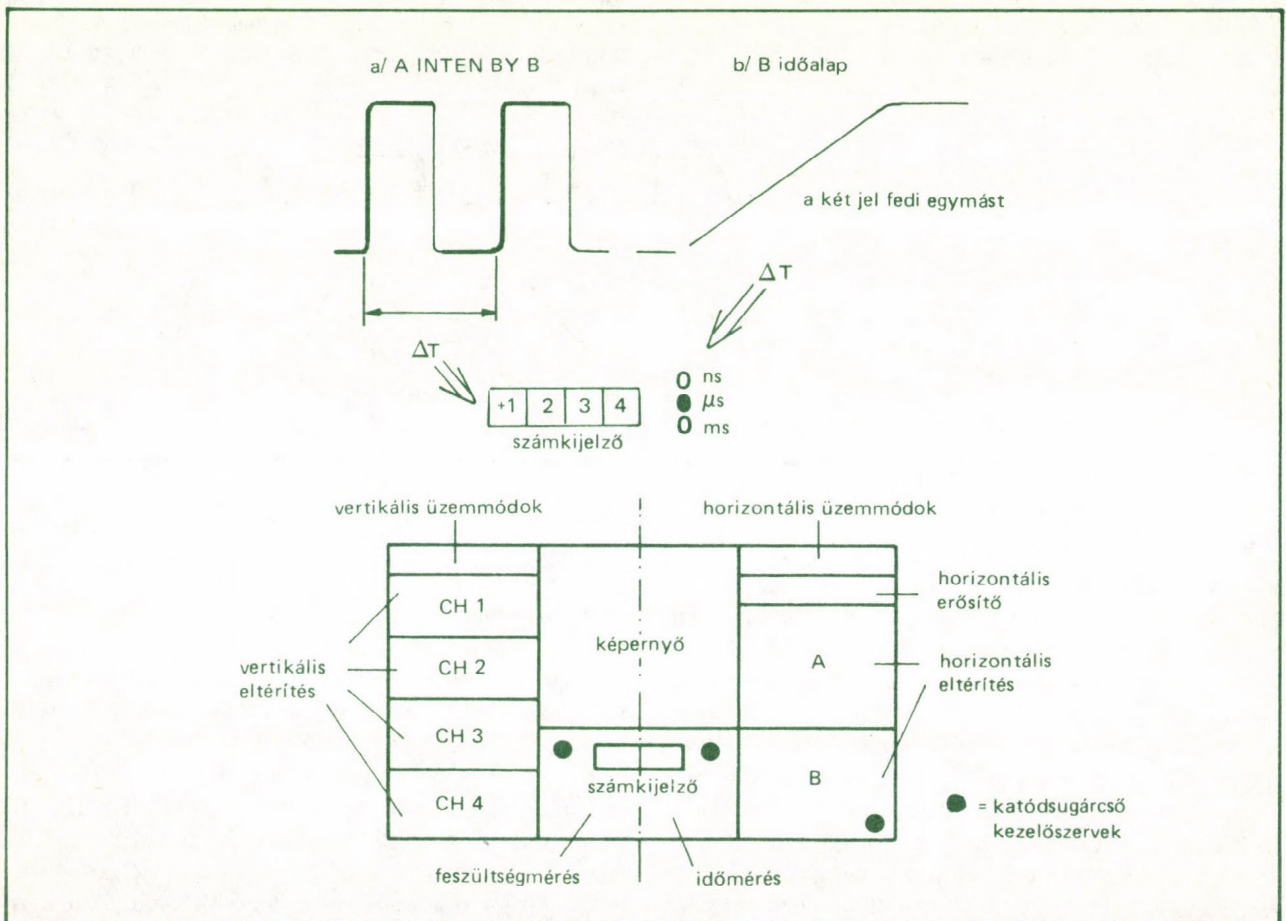 a/ A INTEN BY B
b/ B időalap
a két jel fedi egymást
ΔT
ΔT
+1 2 3 4
számkijelző
0 ns
● μs
0 ms
vertikális üzemmódok
horizontális üzemmódok
horizontális
erősítő
CH 1
CH 2
CH 3
CH 4
vertikális
eltérítés
képernyő
A
horizontális
eltérítés
B
számkijelző
● = katódsugárcső
kezelőszervek
feszültségmérés
időmérés